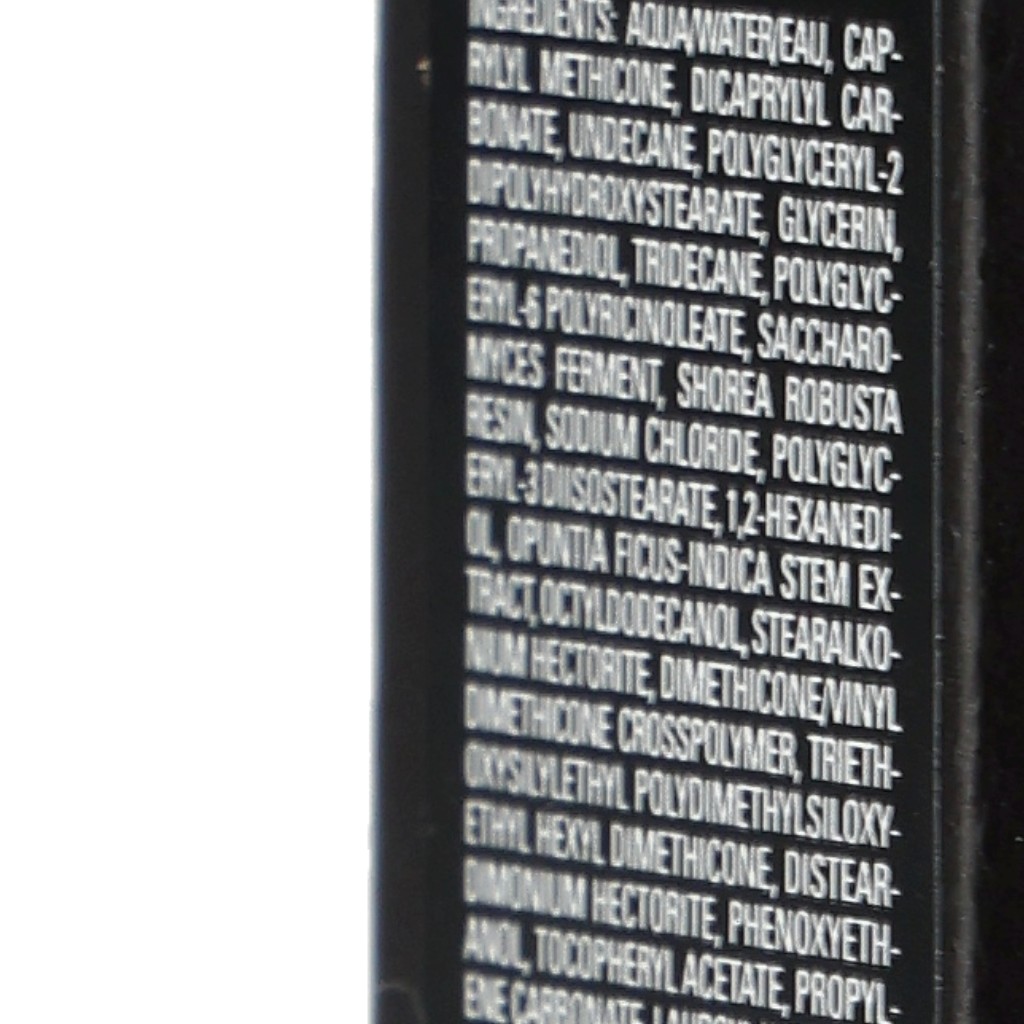 INGREDIENTS: AQUA/WATER/EAU, CAP-
RYLYL METHICONE, DICAPRYLYL CAR-
BONATE, UNDECANE, POLYGLYCERYL-2
DIPOLYHYDROXYSTEARATE, GLYCERIN,
PROPANEDIOL, TRIDECANE, POLYGLYC-
ERYL-6 POLYRICINOLEATE, SACCHARO-
MYCES FERMENT, SHOREA ROBUSTA
RESIN, SODIUM CHLORIDE, POLYGLYC-
ERYL-3 DIISOSTEARATE, 1,2-HEXANEDI-
OL, OPUNTIA FICUS-INDICA STEM EX-
TRACT, OCTYLDODECANOL, STEARALKO-
NIUM HECTORITE, DIMETHICONE/VINYL
DIMETHICONE CROSSPOLYMER, TRIETH-
OXYSILYLETHYL POLYDIMETHYLSILOXY-
ETHYL HEXYL DIMETHICONE, DISTEAR-
DIMONIUM HECTORITE, PHENOXYETH-
ANOL, TOCOPHERYL ACETATE, PROPYL-
ENE CARBONATE,